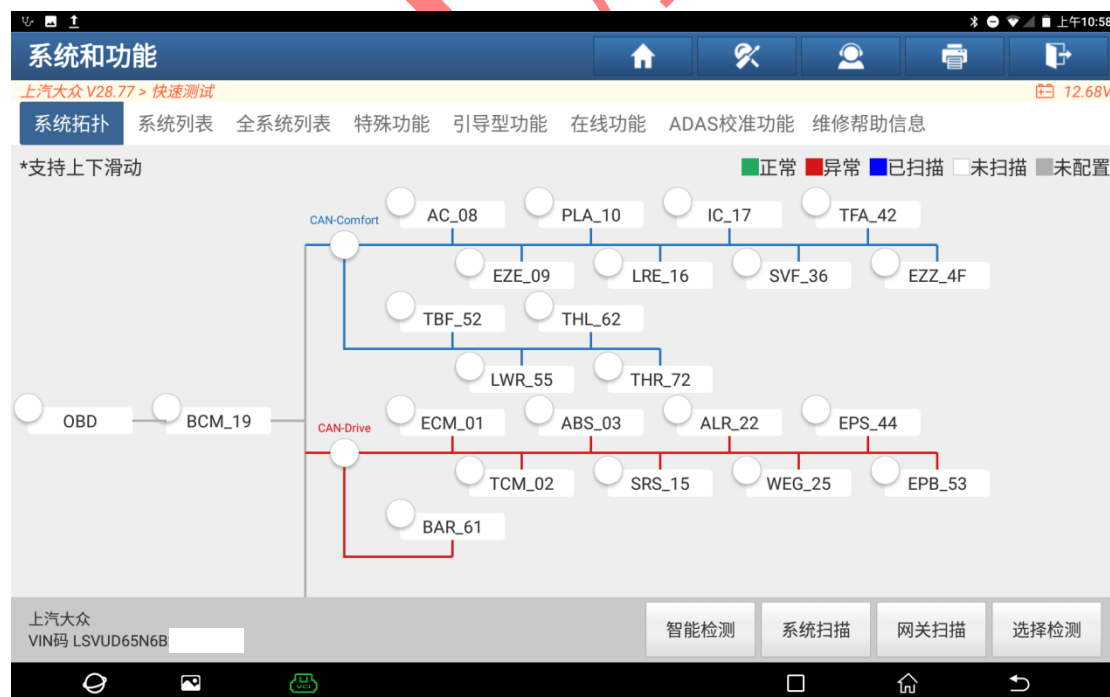 上午10:58
系统和功能
上汽大众 V28.77 > 快速测试 12.68V
系统拓扑 系统列表 全系统列表 特殊功能 引导型功能 在线功能 ADAS校准功能 维修帮助信息
*支持上下滑动 正常 异常 已扫描 未扫描 未配置
CAN-Comfort AC_08 PLA_10 IC_17 TFA_42
EZE_09 LRE_16 SVF_36 EZZ_4F
TBF_52 THL_62
LWR_55 THR_72
OBD BCM_19 CAN-Drive ECM_01 ABS_03 ALR_22 EPS_44
TCM_02 SRS_15 WEG_25 EPB_53
BAR_61
上汽大众
VIN码 LSVUD65N6B
智能检测 系统扫描 网关扫描 选择检测
VCI